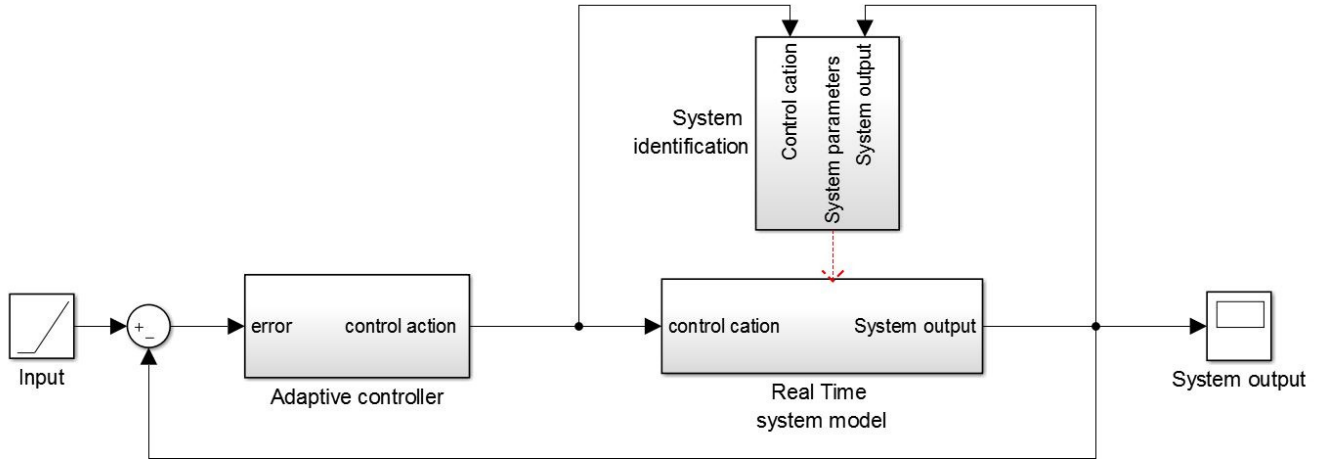 Control cation
System parameters
System output
System
identification
error
control action
control cation
System output
Input
Adaptive controller
Real Time
system model
System output
+
−